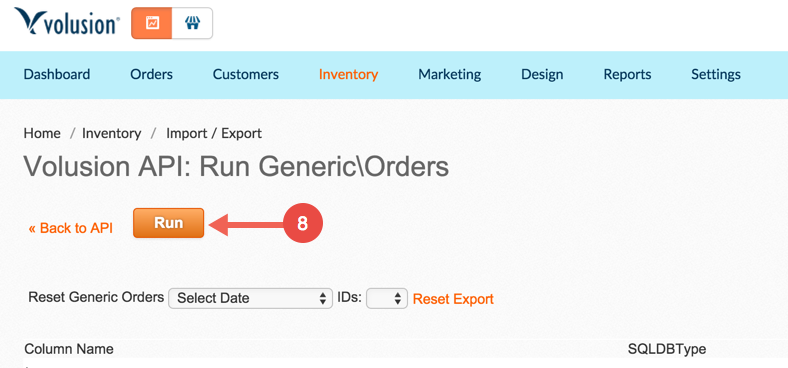 volusion®
Dashboard Orders Customers Inventory Marketing Design Reports Settings
Home / Inventory / Import / Export
Volusion API: Run Generic\Orders
« Back to API Run 8
Reset Generic Orders Select Date IDs: Reset Export
Column Name SQLDBType